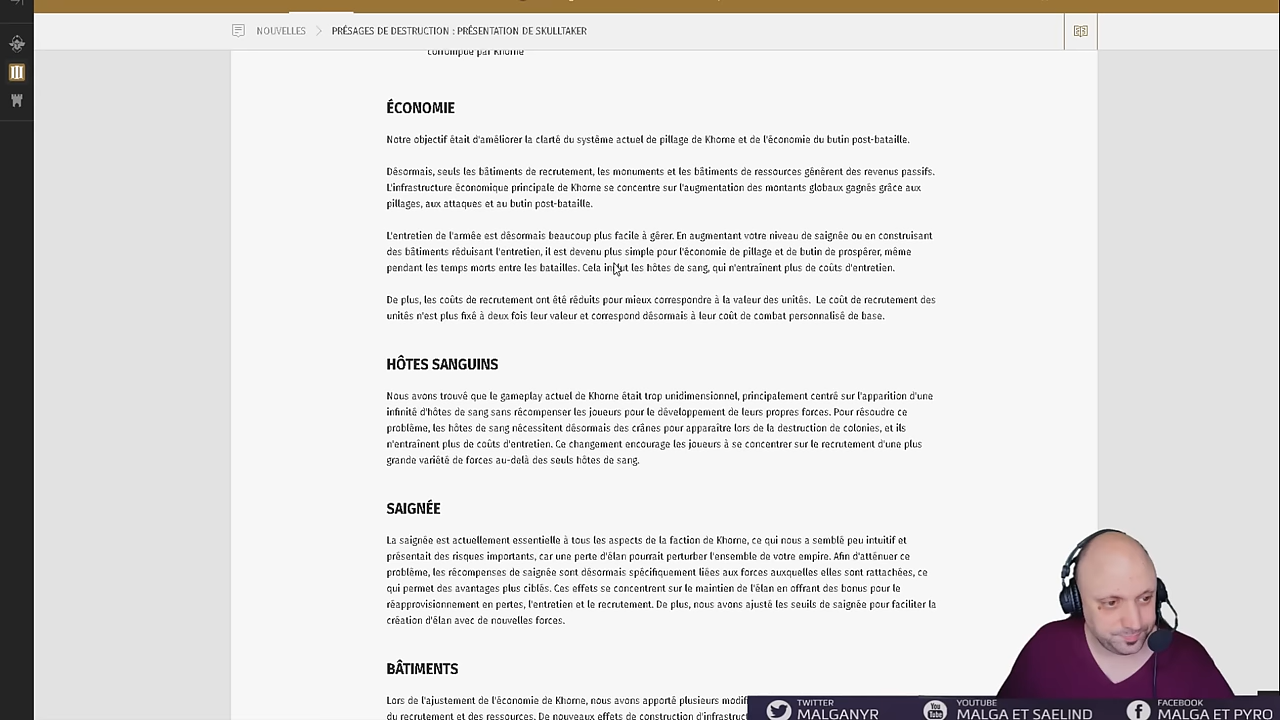 NOUVELLES > PRÉSAGES DE DESTRUCTION : PRÉSENTATION DE SKULLTAKER
corrompue par Khorne
ÉCONOMIE
Notre objectif était d'améliorer la clarté du système actuel de pillage de Khorne et de l'économie du butin post-bataille.
Désormais, seuls les bâtiments de recrutement, les monuments et les bâtiments de ressources génèrent des revenus passifs.
L'infrastructure économique principale de Khorne se concentre sur l'augmentation des montants globaux gagnés grâce aux
pillages, aux attaques et au butin post-bataille.
L'entretien de l'armée est désormais beaucoup plus facile à gérer. En augmentant votre niveau de saignée ou en construisant
des bâtiments réduisant l'entretien, il est devenu plus simple pour l'économie de pillage et de butin de prospérer, même
pendant les temps morts entre les batailles. Cela inclut les hôtes de sang, qui n'entraînent plus de coûts d'entretien.
De plus, les coûts de recrutement ont été réduits pour mieux correspondre à la valeur des unités. Le coût de recrutement des
unités n'est plus fixé à deux fois leur valeur et correspond désormais à leur coût de combat personnalisé de base.
HÔTES SANGUINS
Nous avons trouvé que le gameplay actuel de Khorne était trop unidimensionnel, principalement centré sur l'apparition d'une
infinité d'hôtes de sang sans récompenser les joueurs pour le développement de leurs propres forces. Pour résoudre ce
problème, les hôtes de sang nécessitent désormais des crânes pour apparaître lors de la destruction de colonies, et ils
n'entraînent plus de coûts d'entretien. Ce changement encourage les joueurs à se concentrer sur le recrutement d'une plus
grande variété de forces au-delà des seuls hôtes de sang.
SAIGNÉE
La saignée est actuellement essentielle à tous les aspects de la faction de Khorne, ce qui nous a semblé peu intuitif et
présentait des risques importants, car une perte d'élan pourrait perturber l'ensemble de votre empire. Afin d'atténuer ce
problème, les récompenses de saignée sont désormais spécifiquement liées aux forces auxquelles elles sont rattachées, ce
qui permet des avantages plus ciblés. Ces effets se concentrent sur le maintien de l'élan en offrant des bonus pour le
réapprovisionnement en pertes, l'entretien et le recrutement. De plus, nous avons ajusté les seuils de saignée pour faciliter la
création d'élan avec de nouvelles forces.
BÂTIMENTS
Lors de l'ajustement de l'économie de Khorne, nous avons apporté plusieurs modif
du recrutement et des ressources. De nouveaux effets de construction d'infrastruc
TWITTER
MALGANYR
You Tube
YOUTUBE
MALGA ET SAELIND
FACEBOOK
MALGA ET PYRO